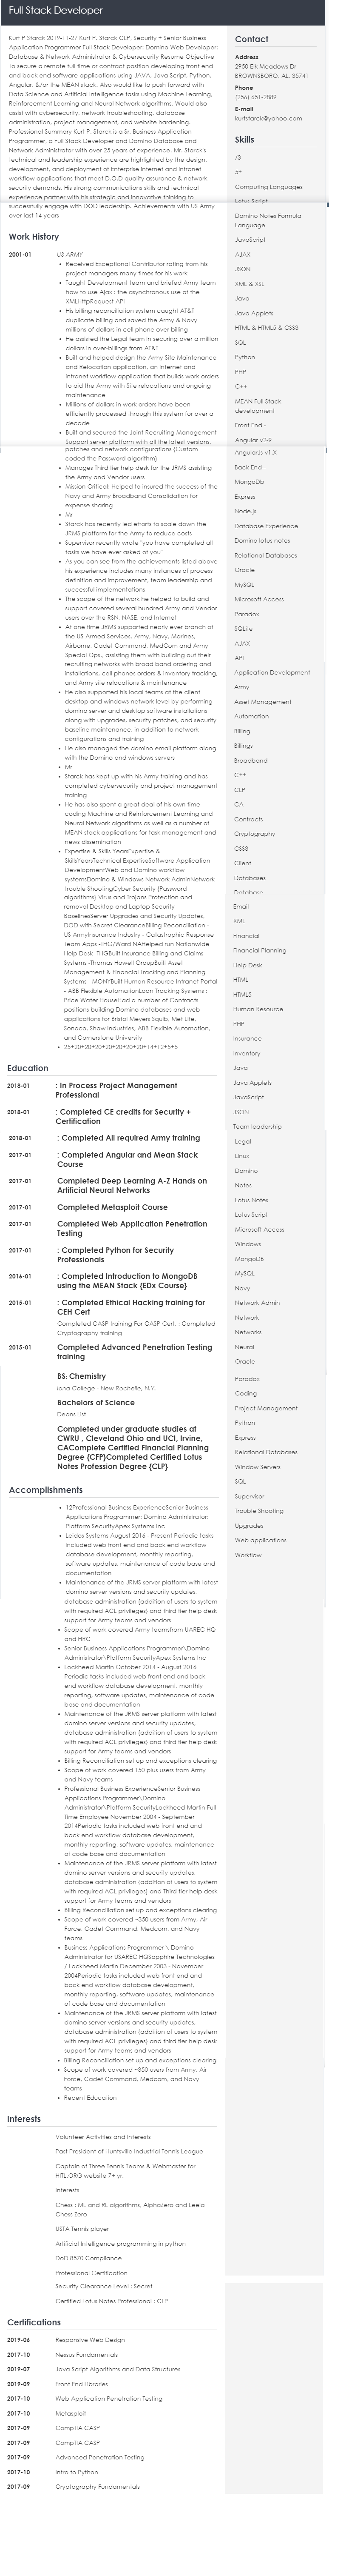 Full Stack Developer
Kurt P Starck 2019-11-27 Kurt P. Starck CLP, Security + Senior Business
Application Programmer Full Stack Developer: Domino Web Developer:
Database & Network Administrator & Cybersecurity Resume Objective
To secure a full time or contract position developing front end
and back end software applications using JAVA, Java Script, Python,
Angular, &/or the MEAN stack. Also would like to push forward with
Data Science and Artificial Intelligence tasks using Machine Learning,
Reinforcement Learning and Neural Network algorithms. Would also
assist with cybersecurity, network troubleshooting, database
administration, project management, and website hardening.
Professional Summary Kurt P. Starck is a Sr. Business Application
Programmer, a Full Stack Developer and Domino Database and
Network Administrator with over 25 years of experience. Mr. Starck's
technical and leadership experience are highlighted by the design,
development, and deployment of Enterprise Internet and Intranet
workflow applications that meet D.O.D quality assurance & network
security demands. His strong communications skills and technical
experience partner with his strategic and innovative thinking to
successfully engage with DOD leadership. Achievements with US Army
over last 14 years
Work History
2001-01
US ARMY
• Received Exceptional Contributor rating from his
project managers many times for his work
• Taught Development team and briefed Army team
how to use Ajax : the asynchronous use of the
XMLHttpRequest API
• His billing reconciliation system caught AT&T
duplicate billing and saved the Army & Navy
millions of dollars in cell phone over billing
• He assisted the Legal team in securing over a million
dollars in over-billings from AT&T
• Built and helped design the Army Site Maintenance
and Relocation application, an internet and
intranet workflow application that builds work orders
to aid the Army with Site relocations and ongoing
maintenance
• Millions of dollars in work orders have been
efficiently processed through this system for over a
decade
• Built and secured the Joint Recruiting Management
Support server platform with all the latest versions,
patches and network configurations (Custom
coded the Password algorithm)
• Manages Third tier help desk for the JRMS assisting
the Army and Vendor users
• Mission Critical: Helped to insured the success of the
Navy and Army Broadband Consolidation for
expense sharing
• Mr
• Starck has recently led efforts to scale down the
JRMS platform for the Army to reduce costs
• Supervisor recently wrote "you have completed all
tasks we have ever asked of you"
• As you can see from the achievements listed above
his experience includes many instances of process
definition and improvement, team leadership and
successful implementations
• The scope of the network he helped to build and
support covered several hundred Army and Vendor
users over the RSN, NASE, and Internet
• At one time JRMS supported nearly ever branch of
the US Armed Services, Army, Navy, Marines,
Airborne, Cadet Command, MedCom and Army
Special Ops., assisting them with building out their
recruiting networks with broad band ordering and
installations, cell phones orders & inventory tracking,
and Army site relocations & maintenance
• He also supported his local teams at the client
desktop and windows network level by performing
domino server and desktop software installations
along with upgrades, security patches, and security
baseline maintenance, in addition to network
configurations and training
• He also managed the domino email platform along
with the Domino and windows servers
• Mr
• Starck has kept up with his Army training and has
completed cybersecurity and project management
training
• He has also spent a great deal of his own time
coding Machine and Reinforcement Learning and
Neural Network algorithms as well as a number of
MEAN stack applications for task management and
news dissemination
• Expertise & Skills YearsExpertise &
SkillsYearsTechnical ExpertiseSoftware Application
DevelopmentWeb and Domino workflow
systemsDomino & Windows Network AdminNetwork
trouble ShootingCyber Security (Password
algorithms) Virus and Trojans Protection and
removal Desktop and Laptop Security
BaselinesServer Upgrades and Security Updates,
DOD with Secret ClearanceBilling Reconciliation -
US ArmyInsurance Industry - Catastrophic Response
Team Apps -THG/Ward NAHelped run Nationwide
Help Desk -THGBuilt Insurance Billing and Claims
Systems -Thomas Howell GroupBuilt Asset
Management & Financial Tracking and Planning
Systems - MONYBuilt Human Resource Intranet Portal
- ABB Flexible AutomationLoan Tracking Systems :
Price Water HouseHad a number of Contracts
positions building Domino databases and web
applications for Bristol Meyers Squib, Met Life,
Sonoco, Shaw Industries, ABB Flexible Automation,
and Cornerstone University
• 25+20+20+20+20+20+20+20+14+12+5+5
Education
2018-01
: In Process Project Management
Professional
2018-01
: Completed CE credits for Security +
Certification
2018-01
: Completed All required Army training
2017-01
: Completed Angular and Mean Stack
Course
2017-01
Completed Deep Learning A-Z Hands on
Artificial Neural Networks
2017-01
Completed Metasploit Course
2017-01
Completed Web Application Penetration
Testing
2017-01
: Completed Python for Security
Professionals
2016-01
: Completed Introduction to MongoDB
using the MEAN Stack {EDx Course}
2015-01
: Completed Ethical Hacking training for
CEH Cert
Completed CASP training For CASP Cert. : Completed
Cryptography training
2015-01
Completed Advanced Penetration Testing
training
BS: Chemistry
Iona College - New Rochelle, N.Y.
Bachelors of Science
Deans List
Completed under graduate studies at
CWRU , Cleveland Ohio and UCI, Irvine,
CAComplete Certified Financial Planning
Degree {CFP}Completed Certified Lotus
Notes Profession Degree {CLP}
Accomplishments
• 12Professional Business ExperienceSenior Business
Applications Programmer: Domino Administrator:
Platform SecurityApex Systems Inc
• Leidos Systems August 2016 - Present Periodic tasks
included web front end and back end workflow
database development, monthly reporting,
software updates, maintenance of code base and
documentation
• Maintenance of the JRMS server platform with latest
domino server versions and security updates,
database administration (addition of users to system
with required ACL privileges) and third tier help desk
support for Army teams and vendors
• Scope of work covered Army teamsfrom UAREC HQ
and HRC
• Senior Business Applications Programmer\Domino
Administrator\Platform SecurityApex Systems Inc
• Lockheed Martin October 2014 - August 2016
Periodic tasks included web front end and back
end workflow database development, monthly
reporting, software updates, maintenance of code
base and documentation
• Maintenance of the JRMS server platform with latest
domino server versions and security updates,
database administration (addition of users to system
with required ACL privileges) and third tier help desk
support for Army teams and vendors
• Billing Reconciliation set up and exceptions clearing
• Scope of work covered 150 plus users from Army
and Navy teams
• Professional Business ExperienceSenior Business
Applications Programmer\Domino
Administrator\Platform SecurityLockheed Martin Full
Time Employee November 2004 - September
2014Periodic tasks included web front end and
back end workflow database development,
monthly reporting, software updates, maintenance
of code base and documentation
• Maintenance of the JRMS server platform with latest
domino server versions and security updates,
database administration (addition of users to system
with required ACL privileges) and Third tier help desk
support for Army teams and vendors
• Billing Reconciliation set up and exceptions clearing
• Scope of work covered ~350 users from Army, Air
Force, Cadet Command, Medcom, and Navy
teams
• Business Applications Programmer \, Domino
Administrator for USAREC HQSapphire Technologies
/ Lockheed Martin December 2003 - November
2004Periodic tasks included web front end and
back end workflow database development,
monthly reporting, software updates, maintenance
of code base and documentation
• Maintenance of the JRMS server platform with latest
domino server versions and security updates,
database administration (addition of users to system
with required ACL privileges) and third tier help desk
support for Army teams and vendors
• Billing Reconciliation set up and exceptions clearing
• Scope of work covered ~350 users from Army, Air
Force, Cadet Command, Medcom, and Navy
teams
• Recent Education
Interests
Volunteer Activities and Interests
Past President of Huntsville Industrial Tennis League
Captain of Three Tennis Teams & Webmaster for
HITL.ORG website 7+ yr.
Interests
Chess : ML and RL algorithms, AlphaZero and Leela
Chess Zero
USTA Tennis player
Artificial Intelligence programming in python
DoD 8570 Compliance
Professional Certification
Security Clearance Level : Secret
Certified Lotus Notes Professional : CLP
Certifications
2019-06
Responsive Web Design
2017-10
Nessus Fundamentals
2019-07
Java Script Algorithms and Data Structures
2019-09
Front End Libraries
2017-10
Web Application Penetration Testing
2017-10
Metasploit
2017-09
CompTIA CASP
2017-09
CompTIA CASP
2017-09
Advanced Penetration Testing
2017-10
Intro to Python
2017-09
Cryptography Fundamentals
Contact
Address
2950 Elk Meadows Dr
BROWNSBORO, AL, 35741
Phone
(256) 651-2889
E-mail
kurtstarck@yahoo.com
Skills
/3
5+
Computing Languages
Lotus Script
Domino Notes Formula
Language
JavaScript
AJAX
JSON
XML & XSL
Java
Java Applets
HTML & HTML5 & CSS3
SQL
Python
PHP
C++
MEAN Full Stack
development
Front End -
Angular v2-9
AngularJs v1.X
Back End--
MongoDb
Express
Node.js
Database Experience
Domino lotus notes
Relational Databases
Oracle
MySQL
Microsoft Access
Paradox
SQLite
AJAX
API
Application Development
Army
Asset Management
Automation
Billing
Billings
Broadband
C++
CLP
CA
Contracts
Cryptography
CSS3
Client
Databases
Database
Email
XML
Financial
Financial Planning
Help Desk
HTML
HTML5
Human Resource
PHP
Insurance
Inventory
Java
Java Applets
JavaScript
JSON
Team leadership
Legal
Linux
Domino
Notes
Lotus Notes
Lotus Script
Microsoft Access
Windows
MongoDB
MySQL
Navy
Network Admin
Network
Networks
Neural
Oracle
Paradox
Coding
Project Management
Python
Express
Relational Databases
Window Servers
SQL
Supervisor
Trouble Shooting
Upgrades
Web applications
Workflow